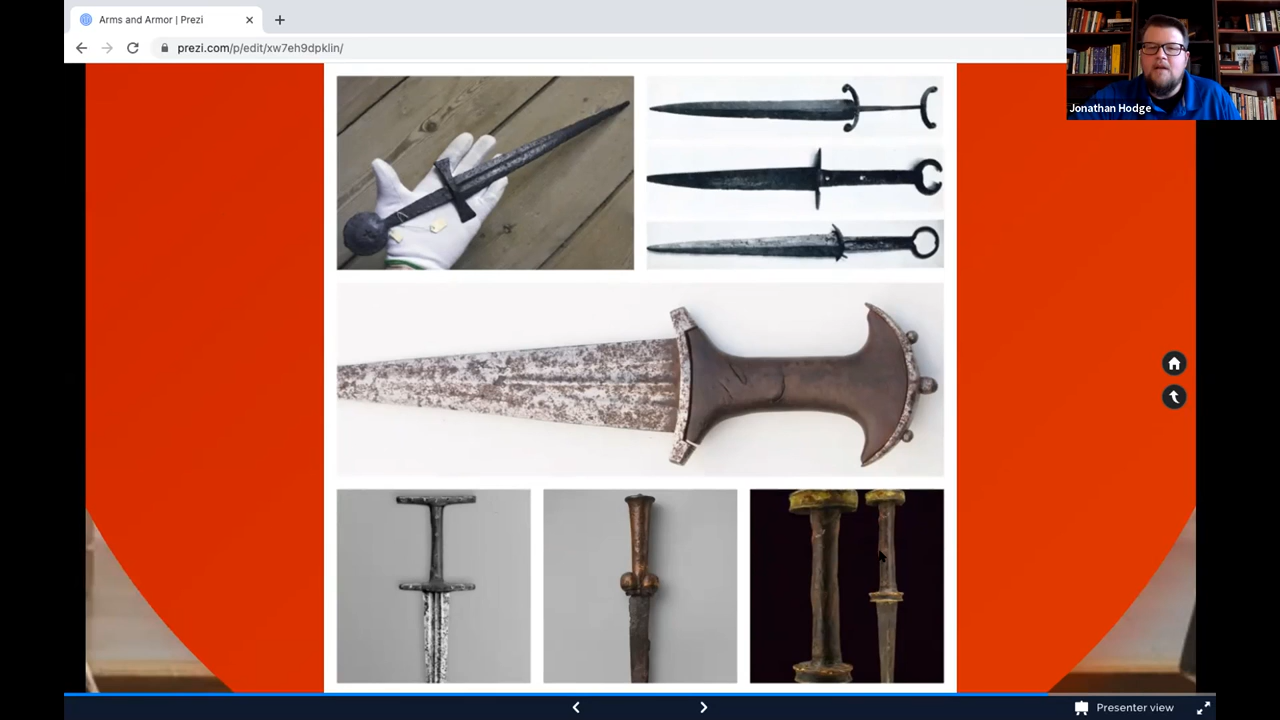 Arms and Armor | Prezi
prezi.com/p/edit/xw7eh9dpklin/
Jonathan Hodge
Presenter view